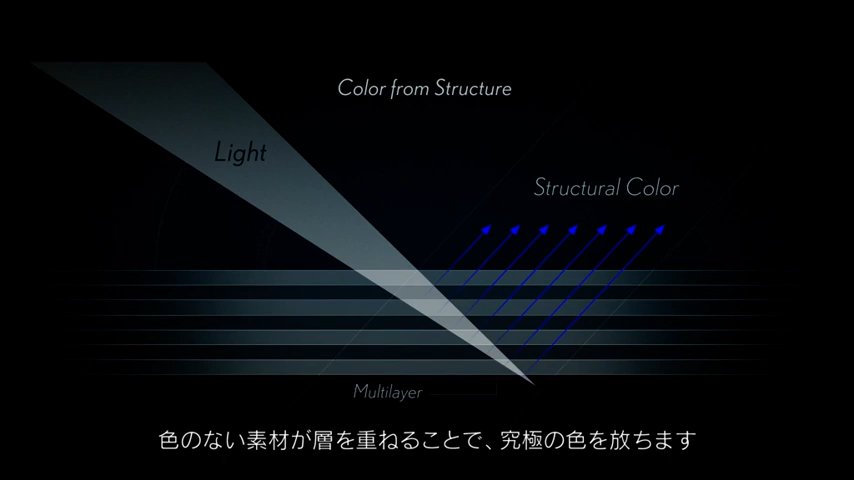 Color from Structure
Light
Structural Color
Multilayer
色のない素材が層を重ねることで、究極の色を放ちます